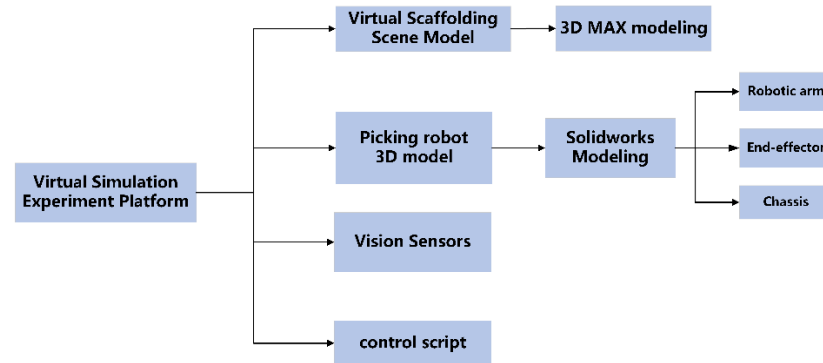 Virtual Scaffolding
Scene Model
3D MAX modeling
Robotic arm
Picking robot
3D model
Solidworks
Modeling
End-effector
Virtual Simulation
Experiment Platform
Chassis
Vision Sensors
control script